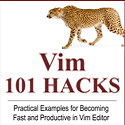 Vim
101 HACKS
Practical Examples for Becoming
Fast and Productive in Vim Editor